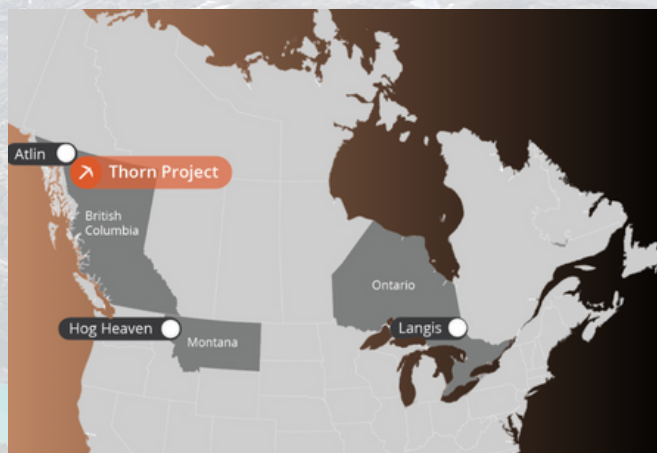 Atlin
Thorn Project
British
Columbia
Ontario
Hog Heaven
Montana
Langis